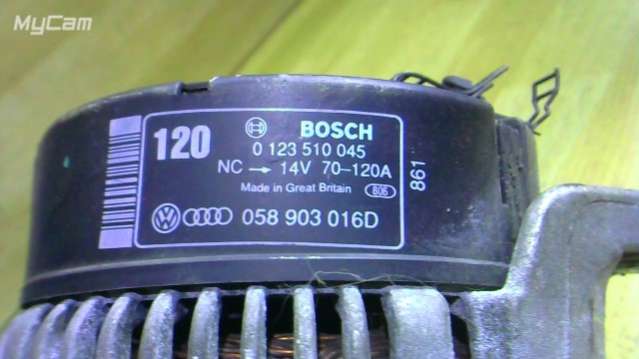 MyCam
120
BOSCH
0 123 510 045
NC → 14V 70-120A
Made in Great Britain 806
861
058 903 016D